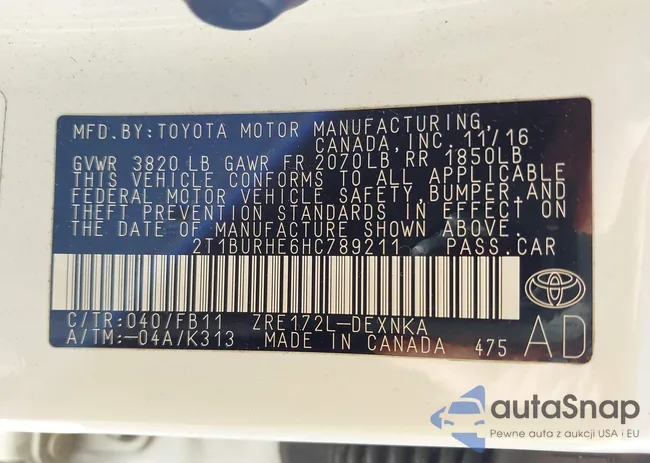 MFD.BY:TOYOTA MOTOR MANUFACTURING,
CANADA, INC. 11/16
GVWR 3820 LB GAWR FR 2070LB, RR 1850LB
THIS VEHICLE CONFORMS TO ALL APPLICABLE
FEDERAL MOTOR VEHICLE SAFETY, BUMPER, AND
THEFT PREVENTION STANDARDS IN EFFECT ON
THE DATE OF MANUFACTURE SHOWN ABOVE.
2T1BURHE6HC789211 PASS.CAR
C/TR:040/FB11 ZRE172L-DEXNKA
A/TM:-04A/K313 MADE IN CANADA 475 AD
autaSnap
Pewne auta z aukcji USA i EU